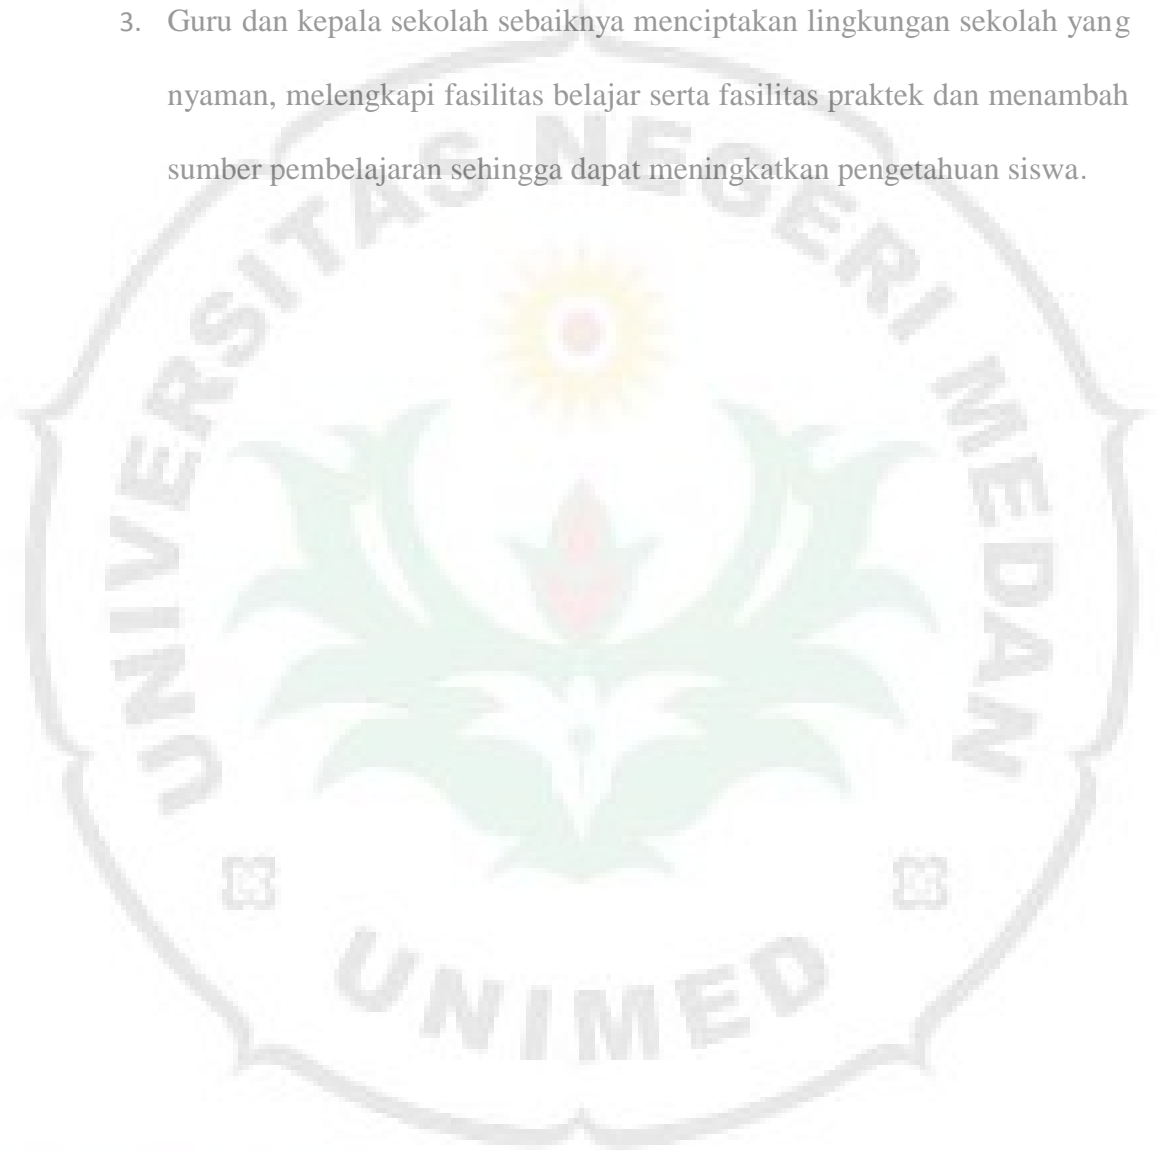 3. Guru dan kepala sekolah sebaiknya menciptakan lingkungan sekolah yang
nyaman, melengkapi fasilitas belajar serta fasilitas praktek dan menambah
sumber pembelajaran sehingga dapat meningkatkan pengetahuan siswa.
UNIVERSITAS NEGERI MEDAN
UNIMED